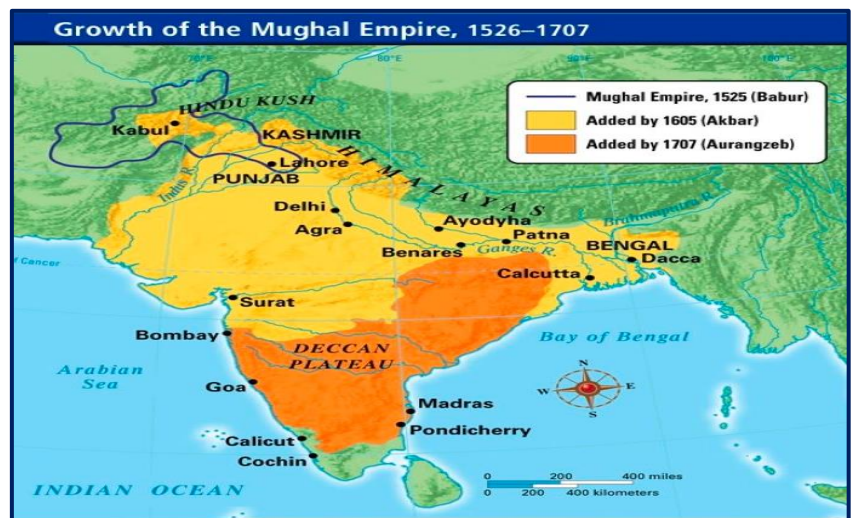 Growth of the Mughal Empire, 1526–1707
70°E
80°E
90°E
100°E
Mughal Empire, 1525 (Babur)
Added by 1605 (Akbar)
Added by 1707 (Aurangzeb)
HINDU KUSH
Kabul
KASHMIR
Lahore
PUNJAB
Indus R.
HIMALAYAS
Delhi
Agra
Ayodyha
Patna
Brahmaputra R.
Benares
Ganges R.
BENGAL
Dacca
Calcutta
Cancer
Surat
Bombay
DECCAN
PLATEAU
Bay of Bengal
Arabian
Sea
Goa
N
W
E
S
Madras
Pondicherry
Calicut
Cochin
INDIAN OCEAN
0 200 400 miles
0 200 400 kilometers